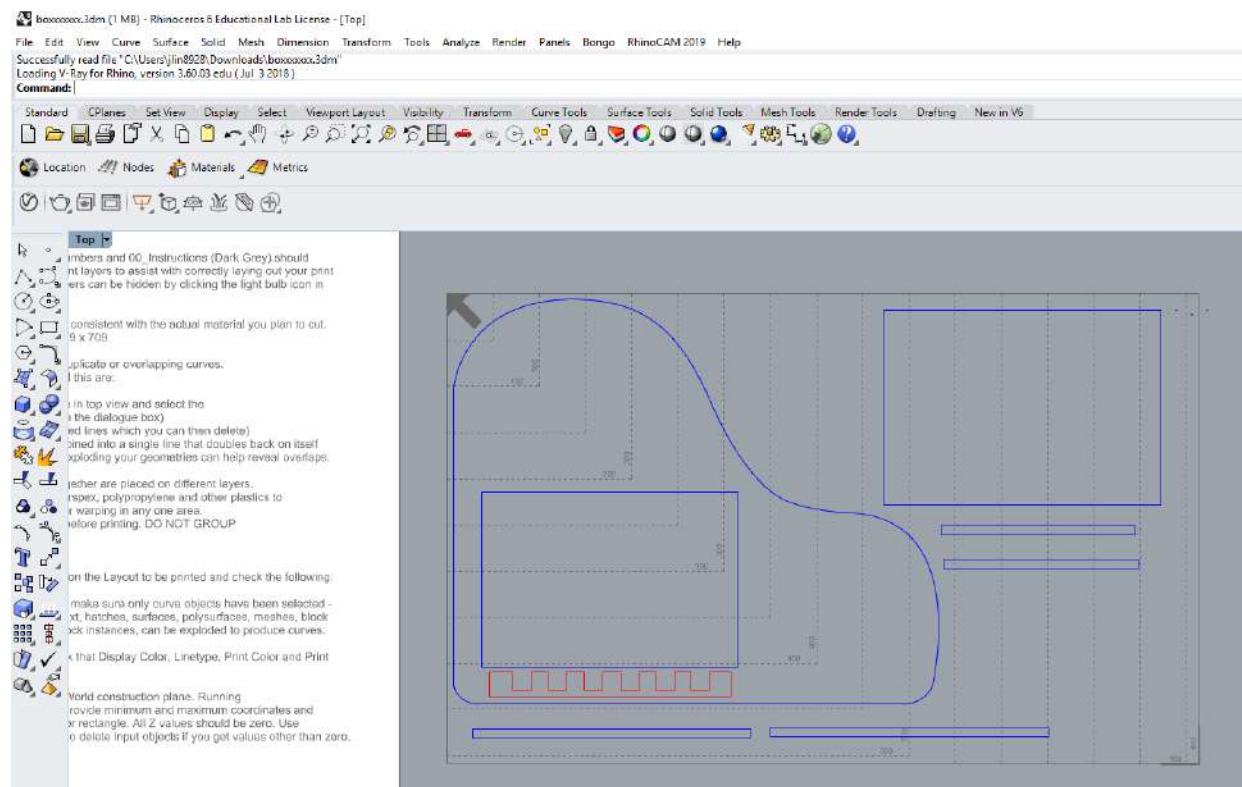 boxxxxxx.3dm (1 MB) - Rhinoceros 6 Educational Lab License - [Top]
File Edit View Curve Surface Solid Mesh Dimension Transform Tools Analyze Render Panels Bongo RhinoCAM 2019 Help
Successfully read file "C:\Users\jlin8928\Downloads\boxxxxxx.3dm"
Loading V-Ray for Rhino, version 3.60.03 edu ( Jul 3 2018 )
Command:
Standard CPlanes Set View Display Select Viewport Layout Visibility Transform Curve Tools Surface Tools Solid Tools Mesh Tools Render Tools Drafting New in V6
Location Nodes Materials Metrics
Top
mbers and 00_Instructions (Dark Grey) should
nt layers to assist with correctly laying out your print
ers can be hidden by clicking the light bulb icon in
consistent with the actual material you plan to cut.
9 x 709
uplicate or overlapping curves.
l this are:
in top view and select the
the dialogue box)
ed lines which you can then delete)
oined into a single line that doubles back on itself
xploding your geometries can help reveal overlaps.
gether are placed on different layers.
rspex, polypropylene and other plastics to
r warping in any one area.
efore printing. DO NOT GROUP
on the Layout to be printed and check the following:
make sure only curve objects have been selected -
xt, hatches, surfaces, polysurfaces, meshes, block
ock instances, can be exploded to produce curves.
k that Display Color, Linetype, Print Color and Print
World construction plane. Running
rovide minimum and maximum coordinates and
or rectangle. All Z values should be zero. Use
o delete input objects if you get values other than zero.
100
200
200
300
300
400
400